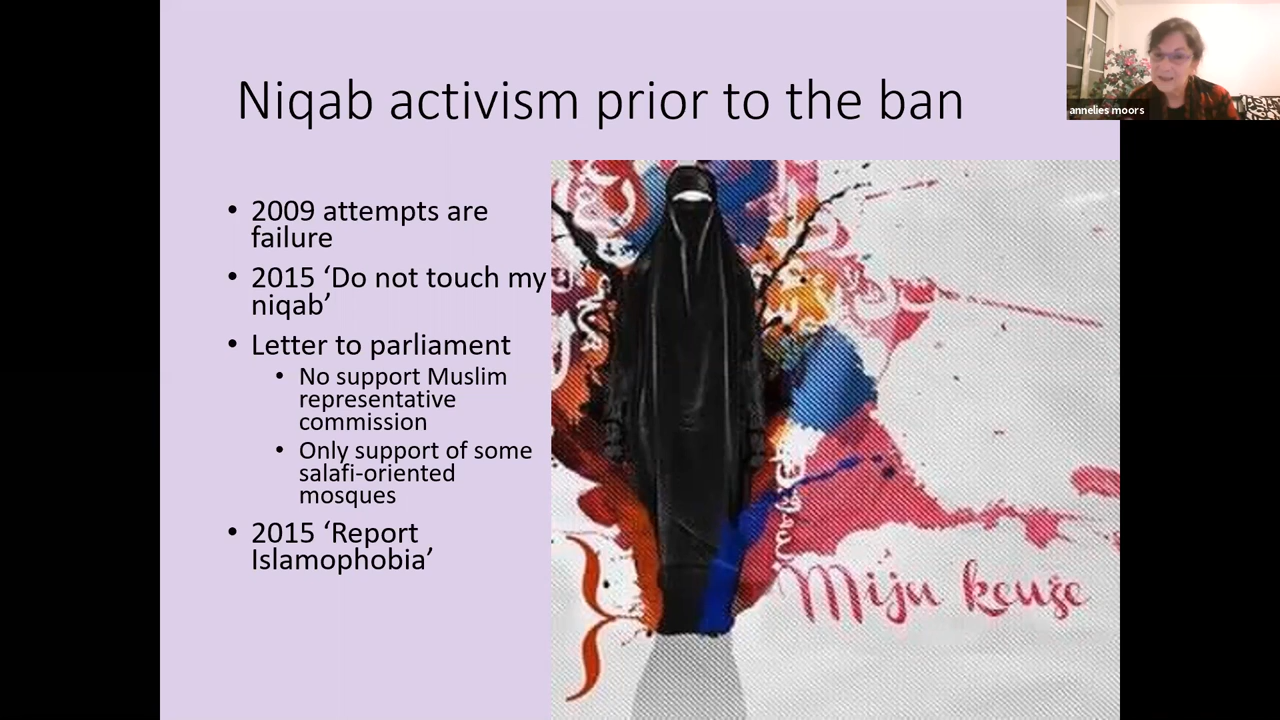 Niqab activism prior to the ban
annelies moors
• 2009 attempts are
failure
• 2015 ‘Do not touch my
niqab’
• Letter to parliament
• No support Muslim
representative
commission
• Only support of some
salafi-oriented
mosques
• 2015 ‘Report
Islamophobia’
Mijn keuze